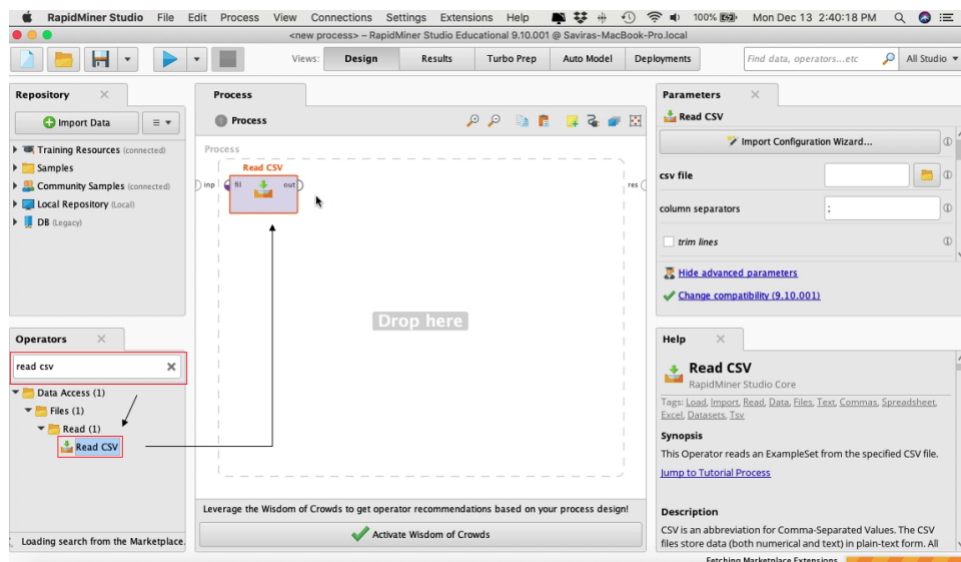 RapidMiner Studio File Edit Process View Connections Settings Extensions Help 100% Mon Dec 13 2:40:18 PM
<new process> – RapidMiner Studio Educational 9.10.001 @ Saviras-MacBook-Pro.local
Views: Design Results Turbo Prep Auto Model Deployments Find data, operators...etc All Studio
Repository
Import Data
Training Resources (connected)
Samples
Community Samples (connected)
Local Repository (Local)
DB (Legacy)
Operators
read csv
Data Access (1)
Files (1)
Read (1)
Read CSV
Loading search from the Marketplace.
Process
Process
Process
Read CSV
inp fil out res
Drop here
Leverage the Wisdom of Crowds to get operator recommendations based on your process design!
Activate Wisdom of Crowds
Parameters
Read CSV
Import Configuration Wizard...
csv file
column separators ;
trim lines
Hide advanced parameters
Change compatibility (9.10.001)
Help
Read CSV
RapidMiner Studio Core
Tags: Load, Import, Read, Data, Files, Text, Commas, Spreadsheet,
Excel, Datasets, Tsv
Synopsis
This Operator reads an ExampleSet from the specified CSV file.
Jump to Tutorial Process
Description
CSV is an abbreviation for Comma-Separated Values. The CSV
files store data (both numerical and text) in plain-text form. All
Fetching Marketplace Extensions